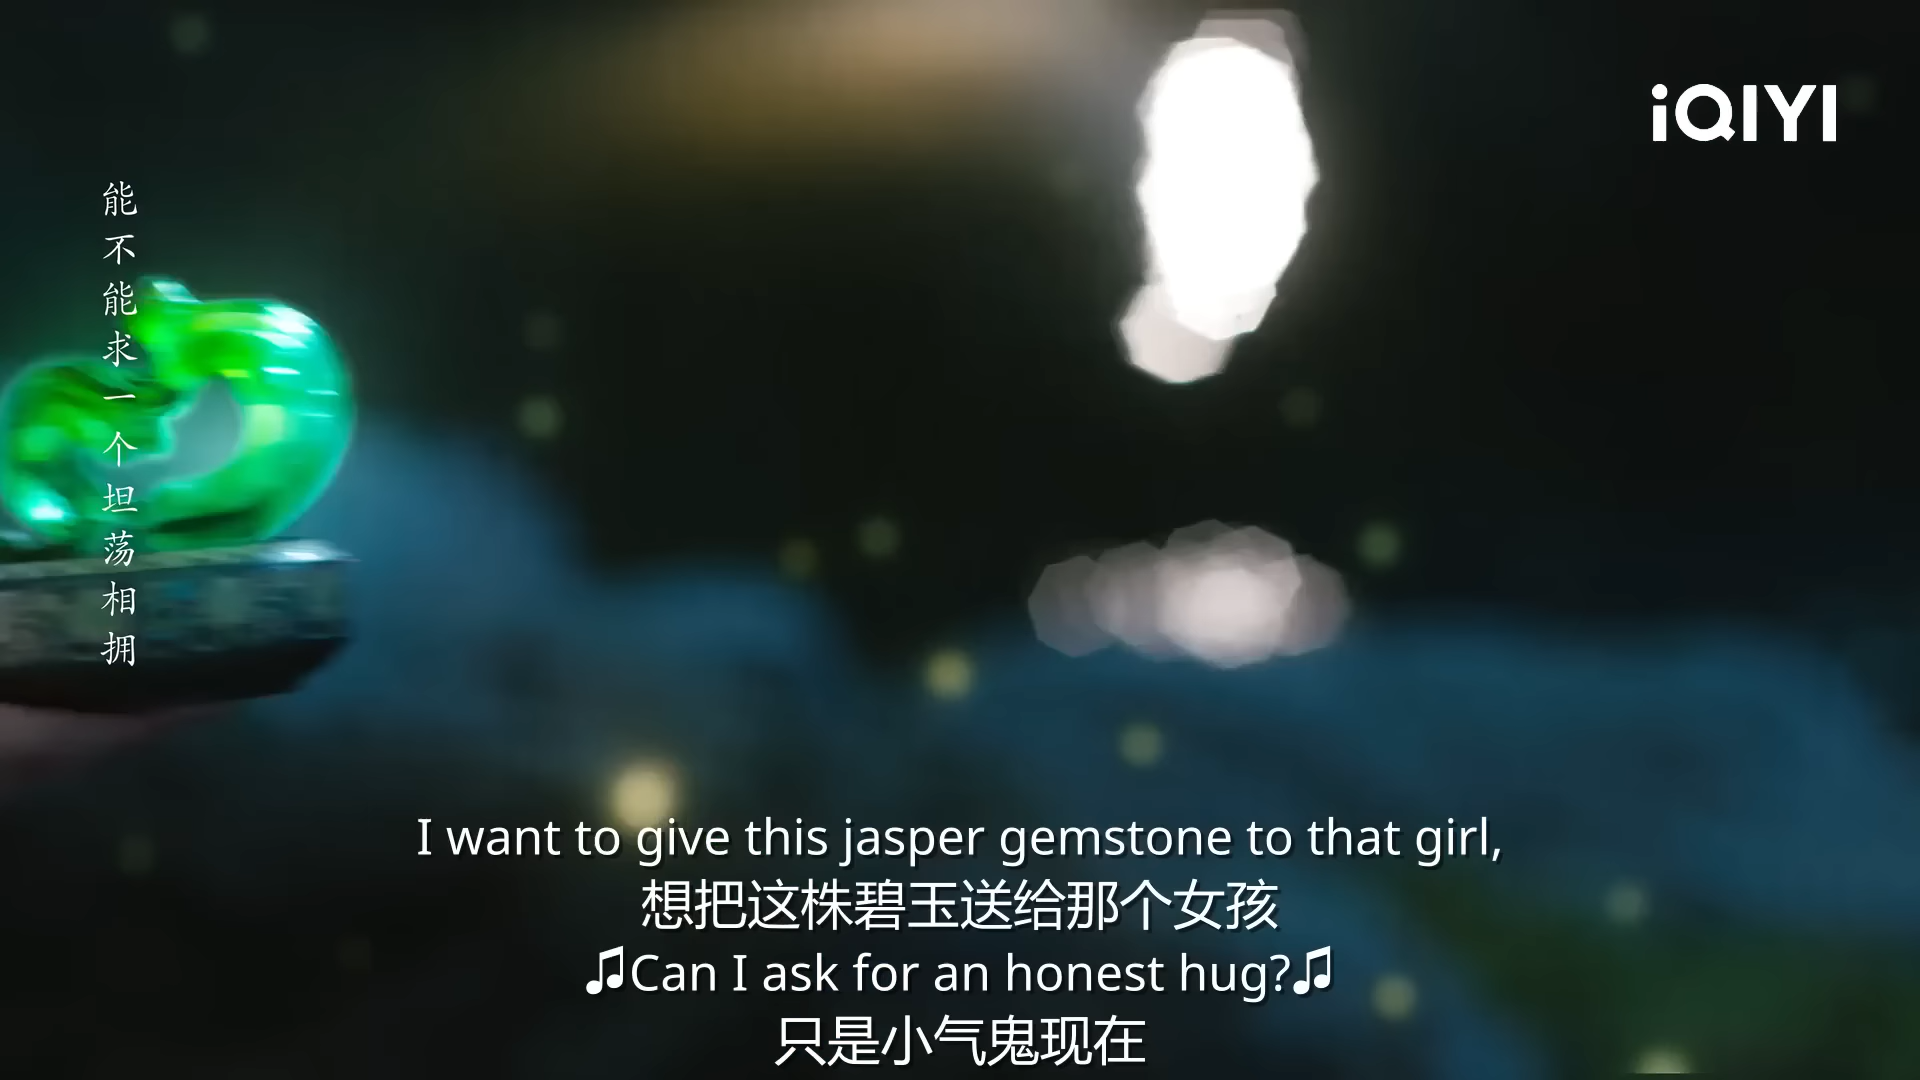 iQIYI
能不能求一个坦荡相拥
I want to give this jasper gemstone to that girl,
想把这株碧玉送给那个女孩
♫Can I ask for an honest hug?♫
只是小气鬼现在